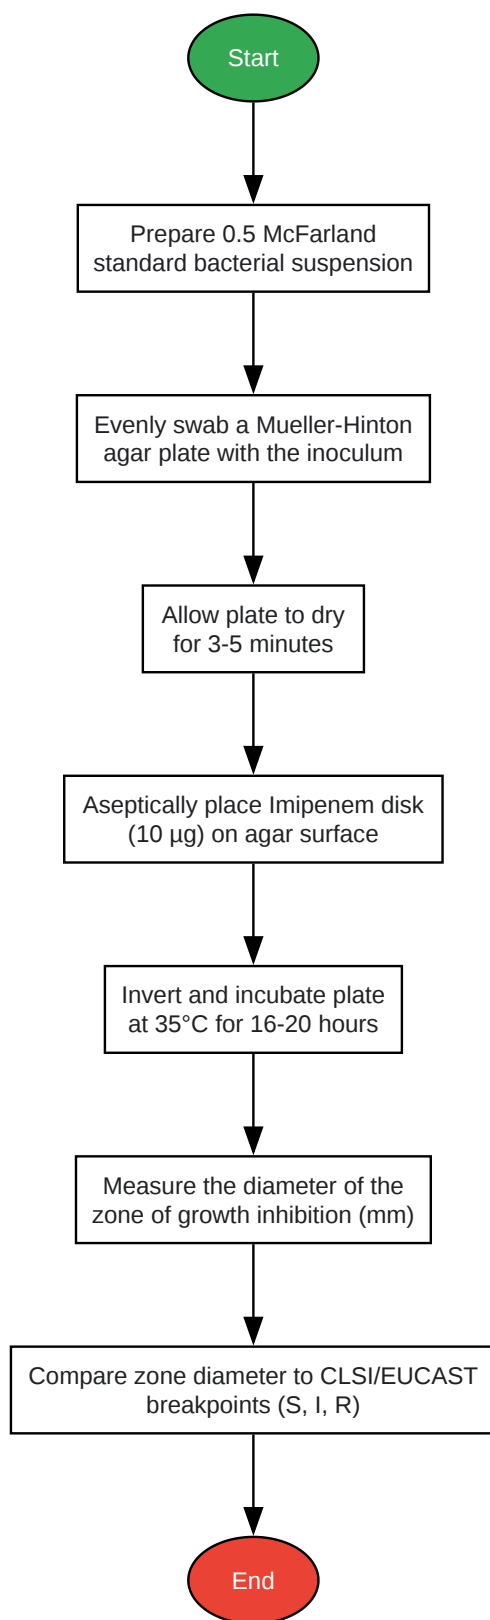 Start
Prepare 0.5 McFarland
standard bacterial suspension
Evenly swab a Mueller-Hinton
agar plate with the inoculum
Allow plate to dry
for 3-5 minutes
Aseptically place Imipenem disk
(10 µg) on agar surface
Invert and incubate plate
at 35°C for 16-20 hours
Measure the diameter of the
zone of growth inhibition (mm)
Compare zone diameter to CLSI/EUCAST
breakpoints (S, I, R)
End